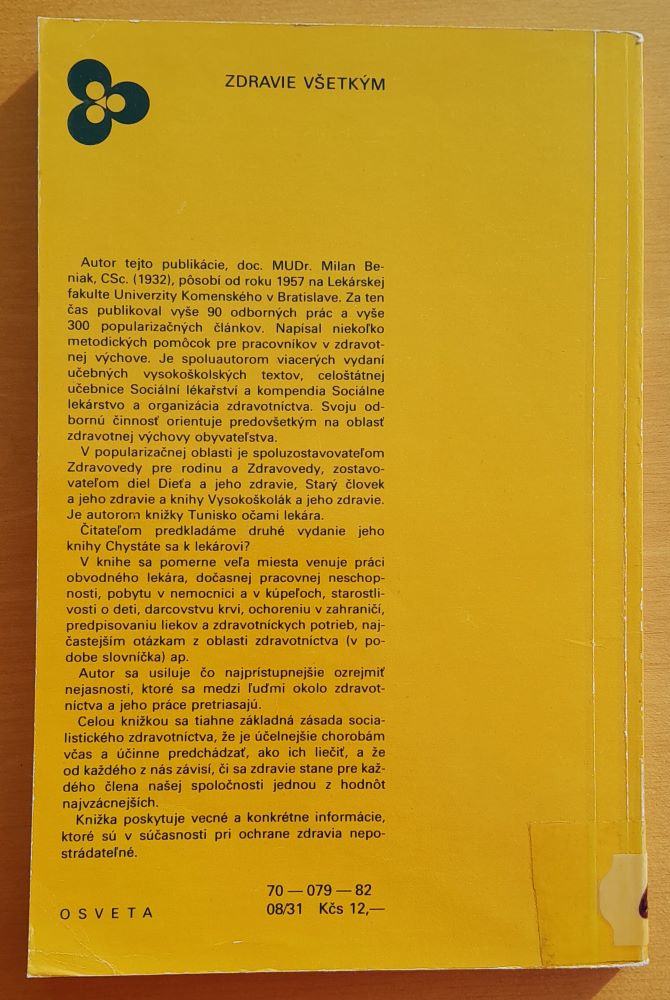 ZDRAVIE VŠETKÝM
Autor tejto publikácie, doc. MUDr. Milan Be-
niak, CSc. (1932), pôsobí od roku 1957 na Lekárskej
fakulte Univerzity Komenského v Bratislave. Za ten
čas publikoval vyše 90 odborných prác a vyše
300 popularizačných článkov. Napísal niekoľko
metodických pomôcok pre pracovníkov v zdravot-
nej výchove. Je spoluautorom viacerých vydaní
učebných vysokoškolských textov, celoštátnej
učebnice Sociální lékařství a kompendia Sociálne
lekárstvo a organizácia zdravotníctva. Svoju od-
bornú činnosť orientuje predovšetkým na oblasť
zdravotnej výchovy obyvateľstva.
V popularizačnej oblasti je spoluzostavovateľom
Zdravovedy pre rodinu a Zdravovedy, zostavo-
vateľom diel Dieťa a jeho zdravie, Starý človek
a jeho zdravie a knihy Vysokoškolák a jeho zdravie.
Je autorom knižky Tunisko očami lekára.
Čitateľom predkladáme druhé vydanie jeho
knihy Chystáte sa k lekárovi?
V knihe sa pomerne veľa miesta venuje práci
obvodného lekára, dočasnej pracovnej neschop-
nosti, pobytu v nemocnici a v kúpeľoch, starostli-
vosti o deti, darcovstvu krvi, ochoreniu v zahraničí,
predpisovaniu liekov a zdravotníckych potrieb, naj-
častejším otázkam z oblasti zdravotníctva (v po-
dobe slovníčka) ap.
Autor sa usiluje čo najprístupnejšie ozrejmiť
nejasnosti, ktoré sa medzi ľuďmi okolo zdravot-
níctva a jeho práce pretriasajú.
Celou knižkou sa tiahne základná zásada socia-
listického zdravotníctva, že je účelnejšie chorobám
včas a účinne predchádzať, ako ich liečiť, a že
od každého z nás závisí, či sa zdravie stane pre kaž-
dého člena našej spoločnosti jednou z hodnôt
najvzácnejších.
Knižka poskytuje vecné a konkrétne informácie,
ktoré sú v súčasnosti pri ochrane zdravia nepo-
strádateľné.
70 — 079 — 82
OSVETA 08/31 Kčs 12,—